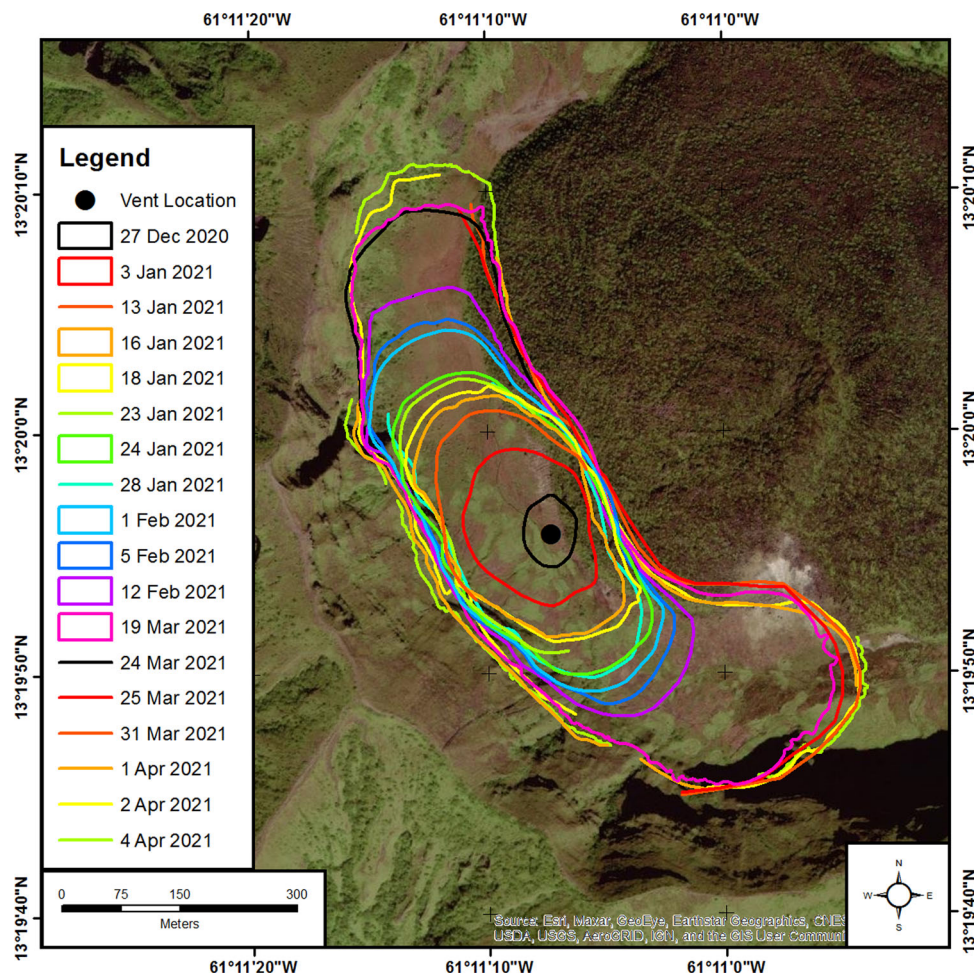 61°11'20"W 61°11'10"W 61°11'0"W
13°20'10"N 13°20'10"N
13°20'0"N 13°20'0"N
13°19'50"N 13°19'50"N
13°19'40"N 13°19'40"N
Legend
Vent Location
27 Dec 2020
3 Jan 2021
13 Jan 2021
16 Jan 2021
18 Jan 2021
23 Jan 2021
24 Jan 2021
28 Jan 2021
1 Feb 2021
5 Feb 2021
12 Feb 2021
19 Mar 2021
24 Mar 2021
25 Mar 2021
31 Mar 2021
1 Apr 2021
2 Apr 2021
4 Apr 2021
0 75 150 300
Meters
N
W E
S
Source: Esri, Maxar, GeoEye, Earthstar Geographics, CNES
USDA, USGS, AeroGRID, IGN, and the GIS User Communi
61°11'20"W 61°11'10"W 61°11'0"W